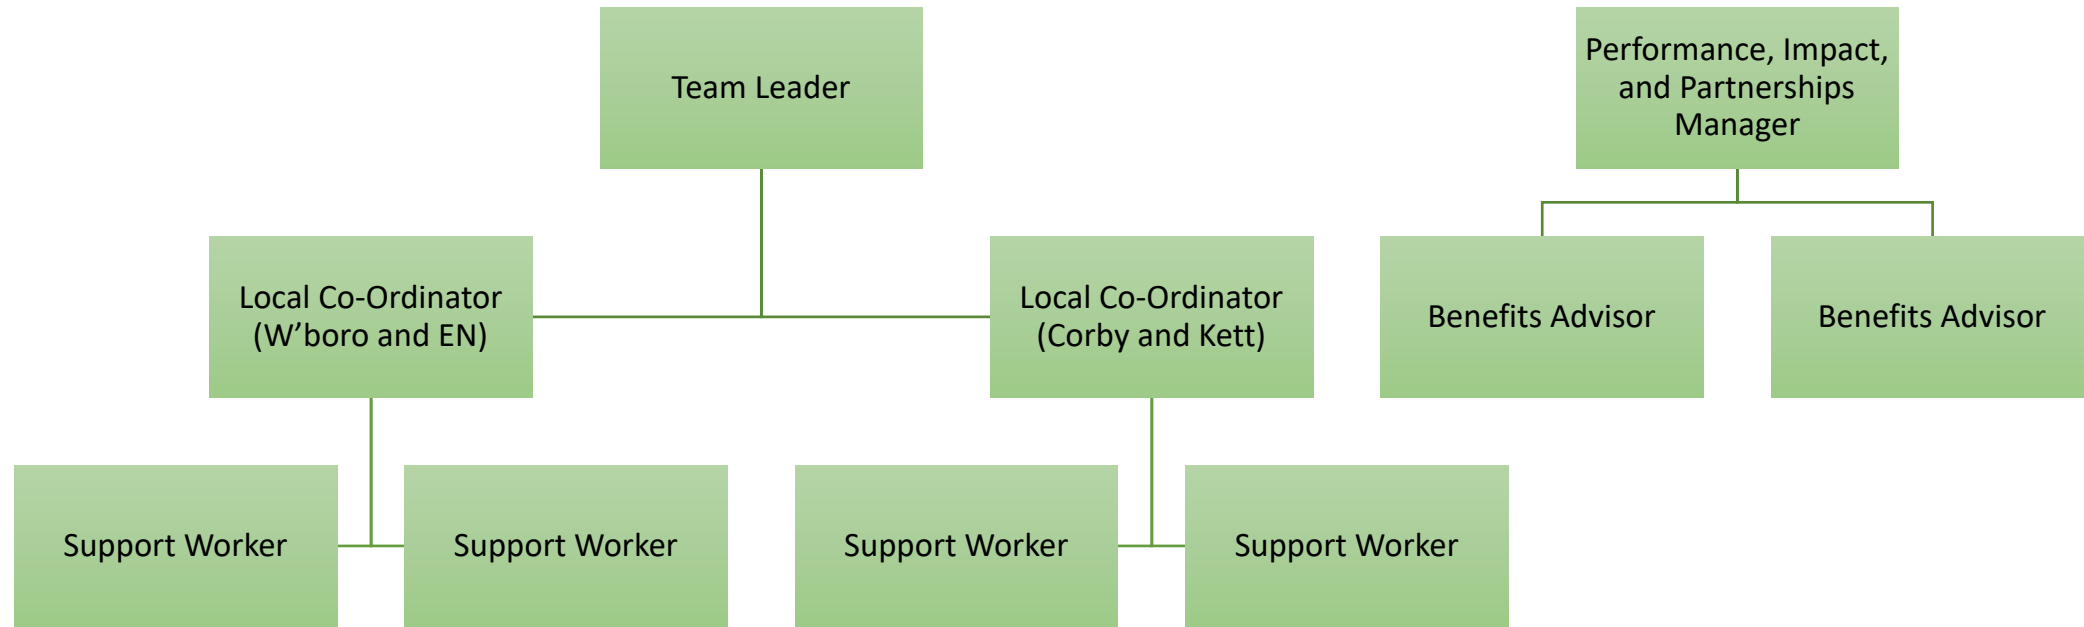 Team Leader
Performance, Impact,
and Partnerships
Manager
Local Co-Ordinator
(W’boro and EN)
Local Co-Ordinator
(Corby and Kett)
Benefits Advisor
Benefits Advisor
Support Worker
Support Worker
Support Worker
Support Worker